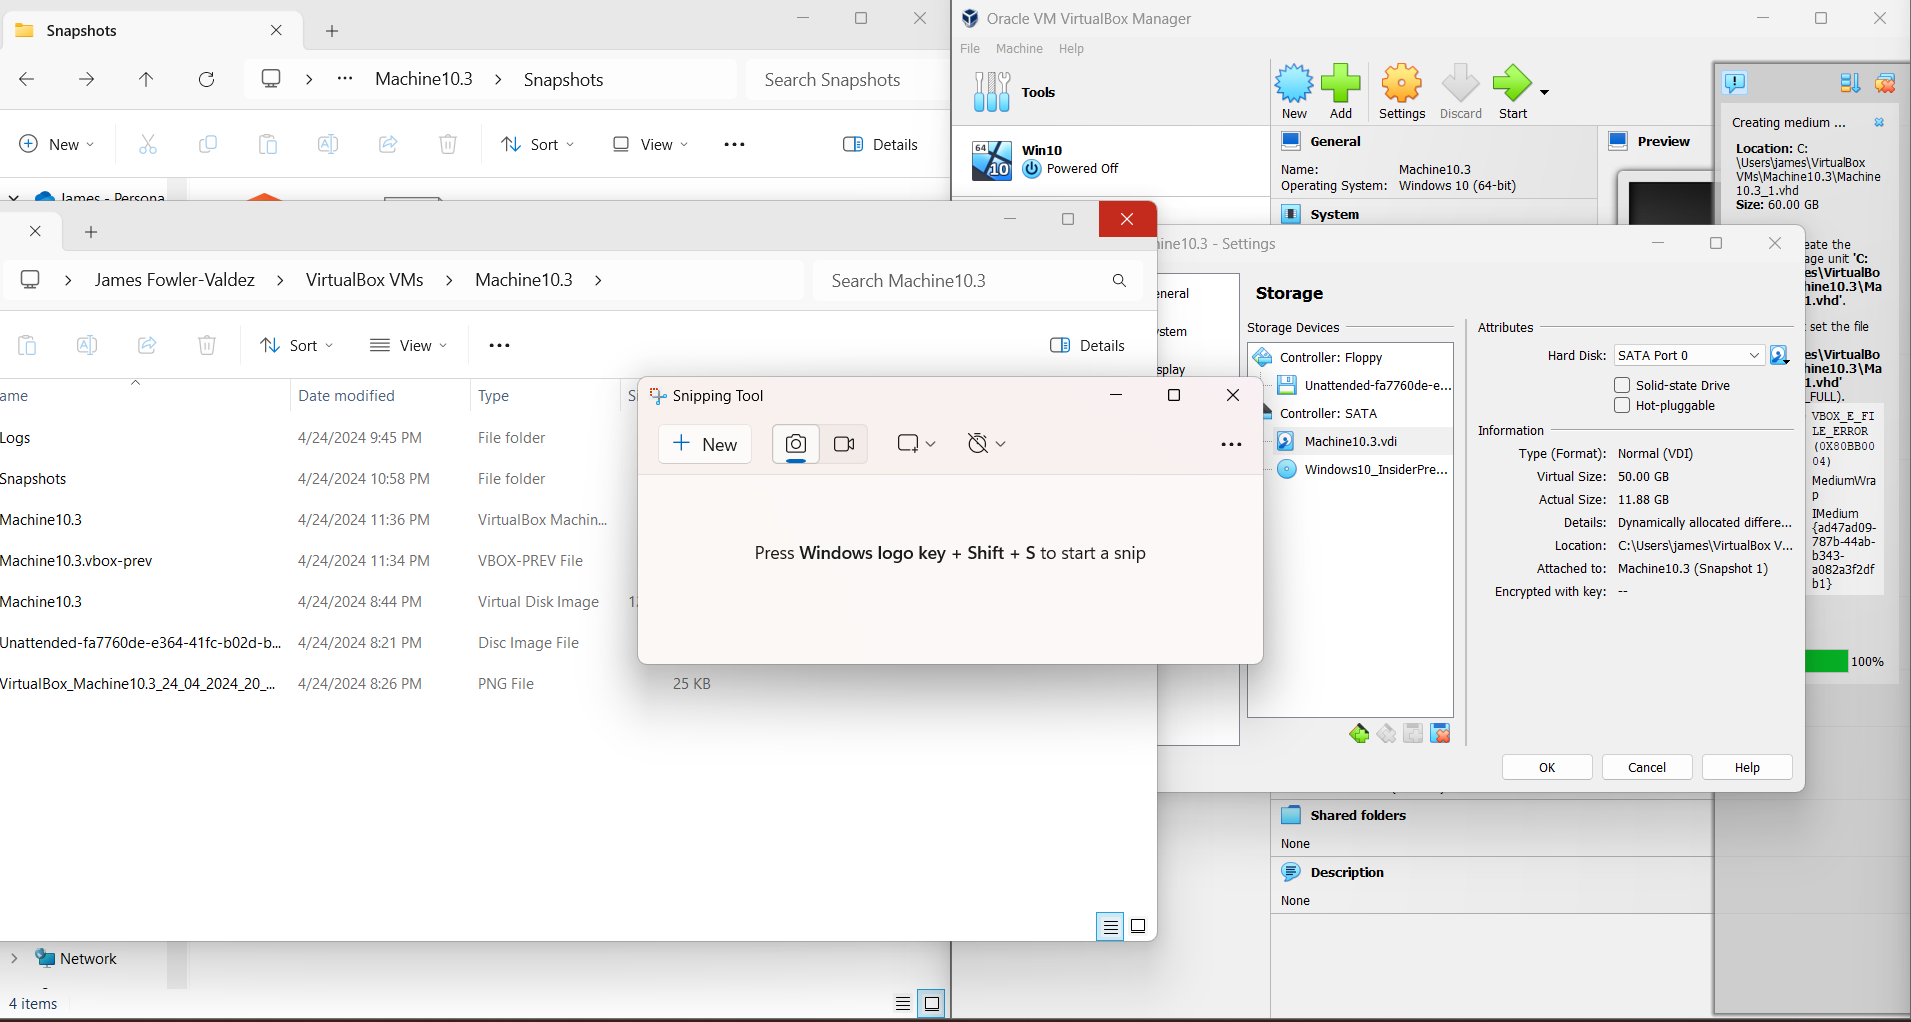 Snapshots
Machine10.3
Snapshots
Search Snapshots
New
Sort
View
Details
James - Persona
James Fowler-Valdez
VirtualBox VMs
Machine10.3
Search Machine10.3
Sort
View
Details
ame
Date modified
Type
Logs
4/24/2024 9:45 PM
File folder
Snapshots
4/24/2024 10:58 PM
File folder
Machine10.3
4/24/2024 11:36 PM
VirtualBox Machin...
Machine10.3.vbox-prev
4/24/2024 11:34 PM
VBOX-PREV File
Machine10.3
4/24/2024 8:44 PM
Virtual Disk Image
Unattended-fa7760de-e364-41fc-b02d-b...
4/24/2024 8:21 PM
Disc Image File
VirtualBox_Machine10.3_24_04_2024_20_...
4/24/2024 8:26 PM
PNG File
25 KB
Network
4 items
Snipping Tool
New
Press Windows logo key + Shift + S to start a snip
Oracle VM VirtualBox Manager
File
Machine
Help
Tools
New
Add
Settings
Discard
Start
64
10
Win10
Powered Off
General
Name:
Machine10.3
Operating System:
Windows 10 (64-bit)
System
Preview
Creating medium ...
Location: C:
\Users\james\VirtualBox
VMs\Machine10.3\Machine
10.3_1.vhd
Size: 60.00 GB
eate the
age unit 'C:
es\VirtualBo
hine10.3\Ma
1.vhd'.
set the file
es\VirtualBo
hine10.3\Ma
1.vhd'
_FULL).
VBOX_E_FI
LE_ERROR
(0X80BB00
04)
MediumWra
p
IMedium
{ad47ad09-
787b-44ab-
b343-
a082a3f2df
b1}
100%
ine10.3 - Settings
eneral
stem
splay
Storage
Storage Devices
Controller: Floppy
Unattended-fa7760de-e...
Controller: SATA
Machine10.3.vdi
Windows10_InsiderPre...
Attributes
Hard Disk:
SATA Port 0
Solid-state Drive
Hot-pluggable
Information
Type (Format):
Normal (VDI)
Virtual Size:
50.00 GB
Actual Size:
11.88 GB
Details:
Dynamically allocated differe...
Location:
C:\Users\james\VirtualBox V...
Attached to:
Machine10.3 (Snapshot 1)
Encrypted with key:
--
OK
Cancel
Help
Shared folders
None
Description
None